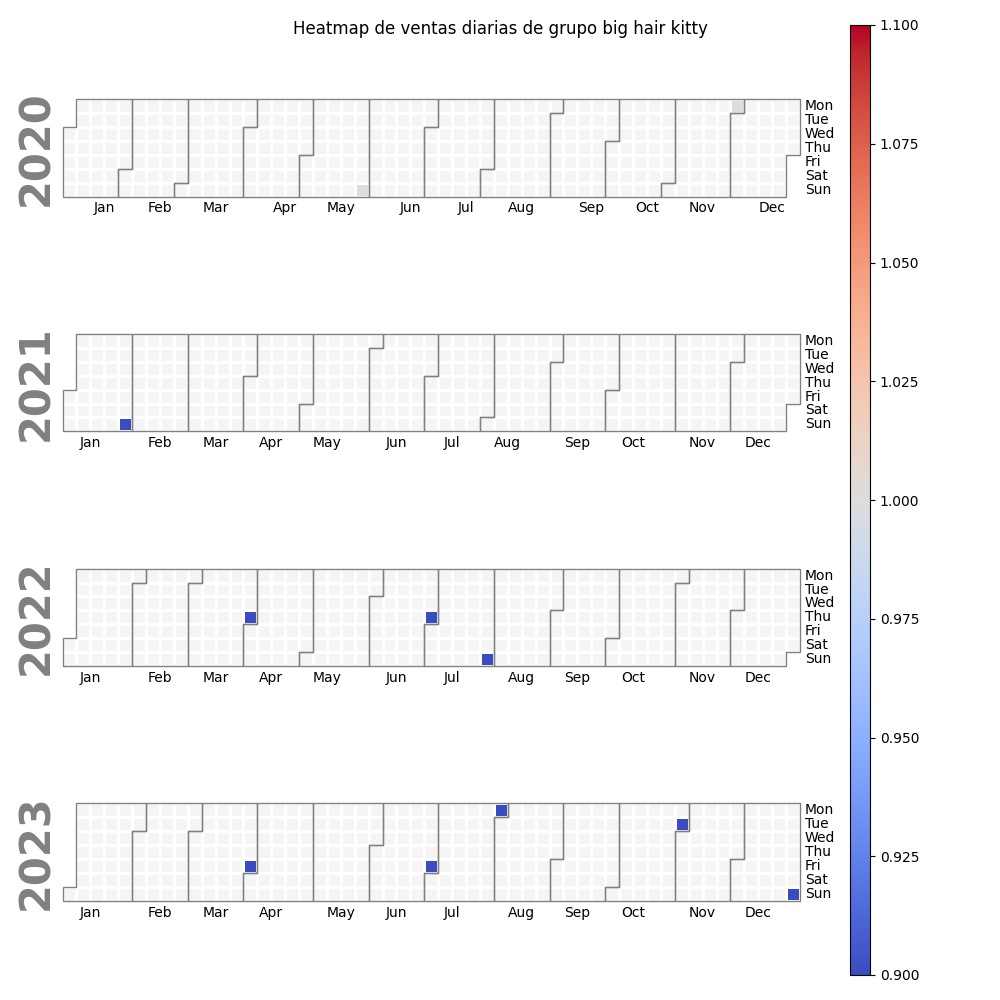 Heatmap de ventas diarias de grupo big hair kitty
2020
Mon
Tue
Wed
Thu
Fri
Sat
Sun
Jan Feb Mar Apr May Jun Jul Aug Sep Oct Nov Dec
2021
Mon
Tue
Wed
Thu
Fri
Sat
Sun
Jan Feb Mar Apr May Jun Jul Aug Sep Oct Nov Dec
2022
Mon
Tue
Wed
Thu
Fri
Sat
Sun
Jan Feb Mar Apr May Jun Jul Aug Sep Oct Nov Dec
2023
Mon
Tue
Wed
Thu
Fri
Sat
Sun
Jan Feb Mar Apr May Jun Jul Aug Sep Oct Nov Dec
1.100
1.075
1.050
1.025
1.000
0.975
0.950
0.925
0.900